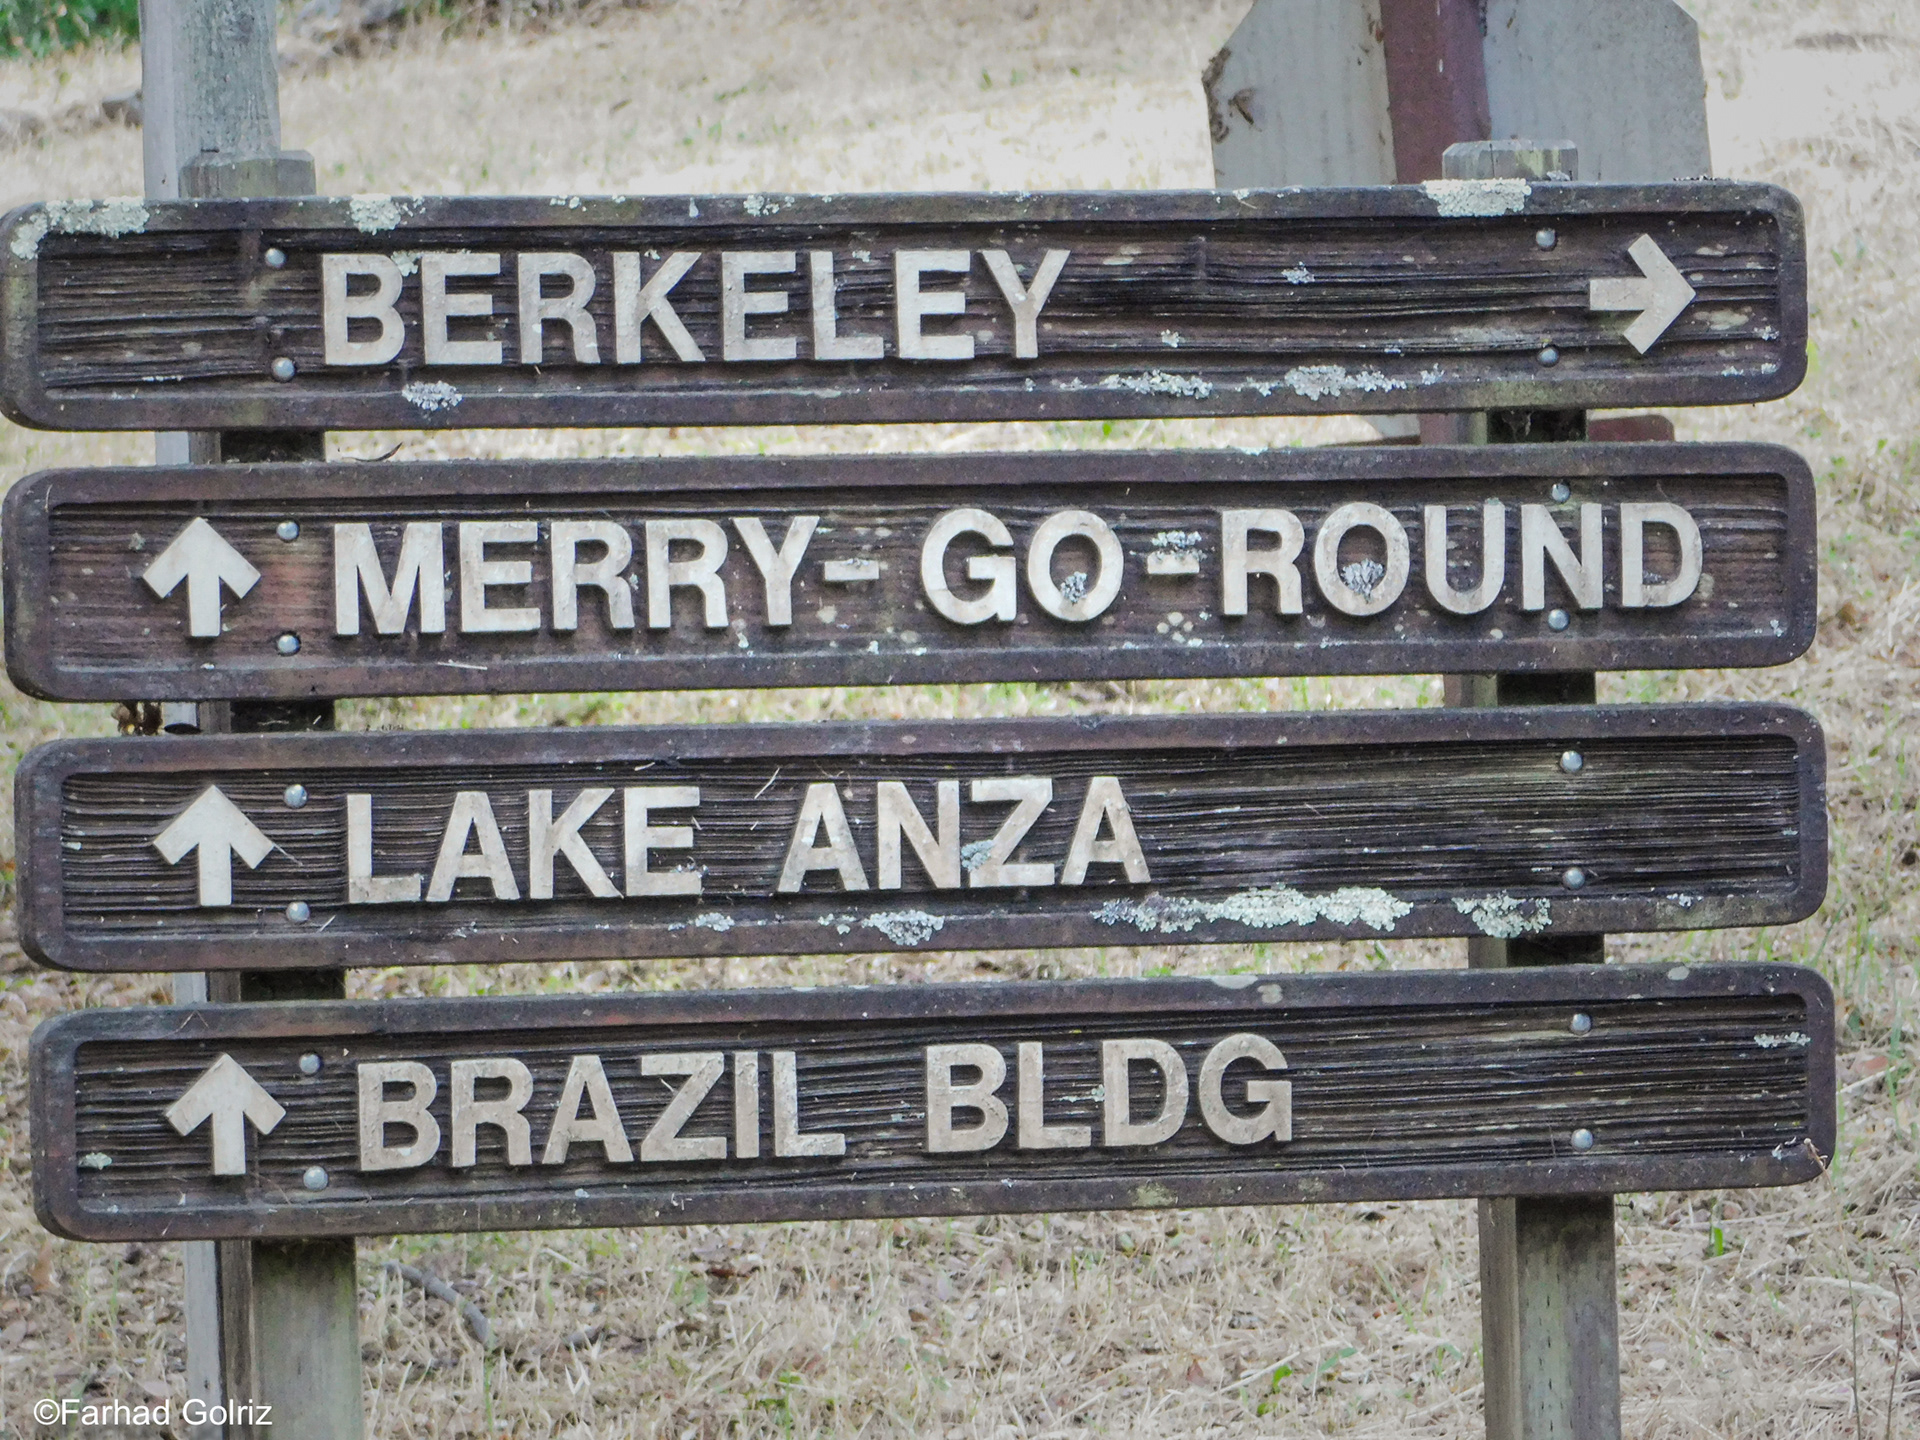 BERKELEY →
↑ MERRY-GO-ROUND
↑ LAKE ANZA
↑ BRAZIL BLDG
©Farhad Golriz